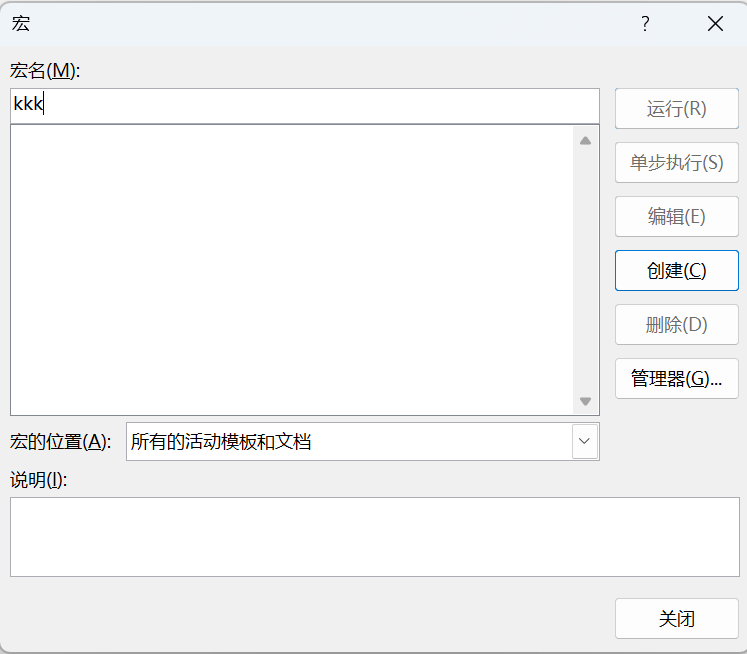 宏
?
宏名(M):
kkk
运行(R)
单步执行(S)
编辑(E)
创建(C)
删除(D)
管理器(G)...
宏的位置(A):
所有的活动模板和文档
说明(I):
关闭